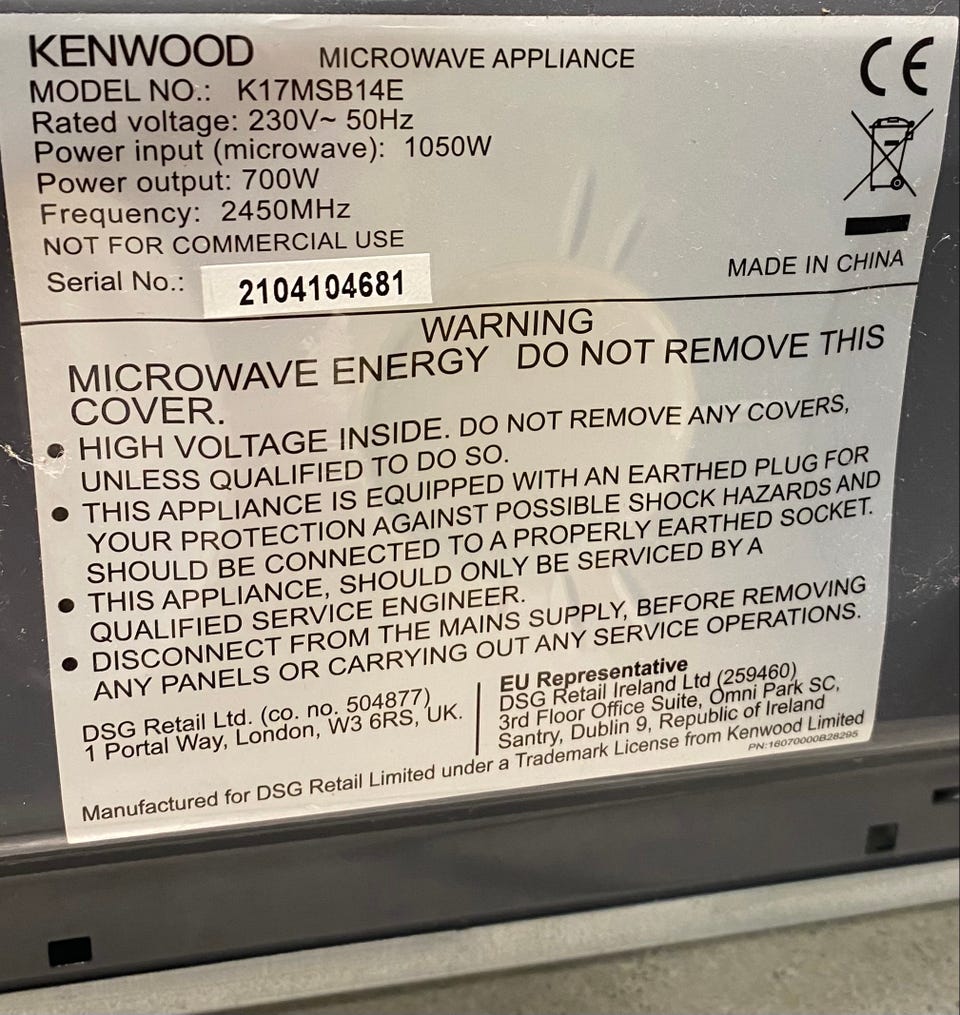 KENWOOD MICROWAVE APPLIANCE
MODEL NO.: K17MSB14E
Rated voltage: 230V~ 50Hz
Power input (microwave): 1050W
Power output: 700W
Frequency: 2450MHz
NOT FOR COMMERCIAL USE
Serial No.: 2104104681
CE
MADE IN CHINA
WARNING
MICROWAVE ENERGY DO NOT REMOVE THIS
COVER.
● HIGH VOLTAGE INSIDE. DO NOT REMOVE ANY COVERS,
UNLESS QUALIFIED TO DO SO.
● THIS APPLIANCE IS EQUIPPED WITH AN EARTHED PLUG FOR
YOUR PROTECTION AGAINST POSSIBLE SHOCK HAZARDS AND
SHOULD BE CONNECTED TO A PROPERLY EARTHED SOCKET.
● THIS APPLIANCE, SHOULD ONLY BE SERVICED BY A
QUALIFIED SERVICE ENGINEER.
● DISCONNECT FROM THE MAINS SUPPLY, BEFORE REMOVING
ANY PANELS OR CARRYING OUT ANY SERVICE OPERATIONS.
DSG Retail Ltd. (co. no. 504877)
1 Portal Way, London, W3 6RS, UK.
EU Representative
DSG Retail Ireland Ltd (259460)
3rd Floor Office Suite, Omni Park SC,
Santry, Dublin 9, Republic of Ireland
Manufactured for DSG Retail Limited under a Trademark License from Kenwood Limited
PN:16070000B28295